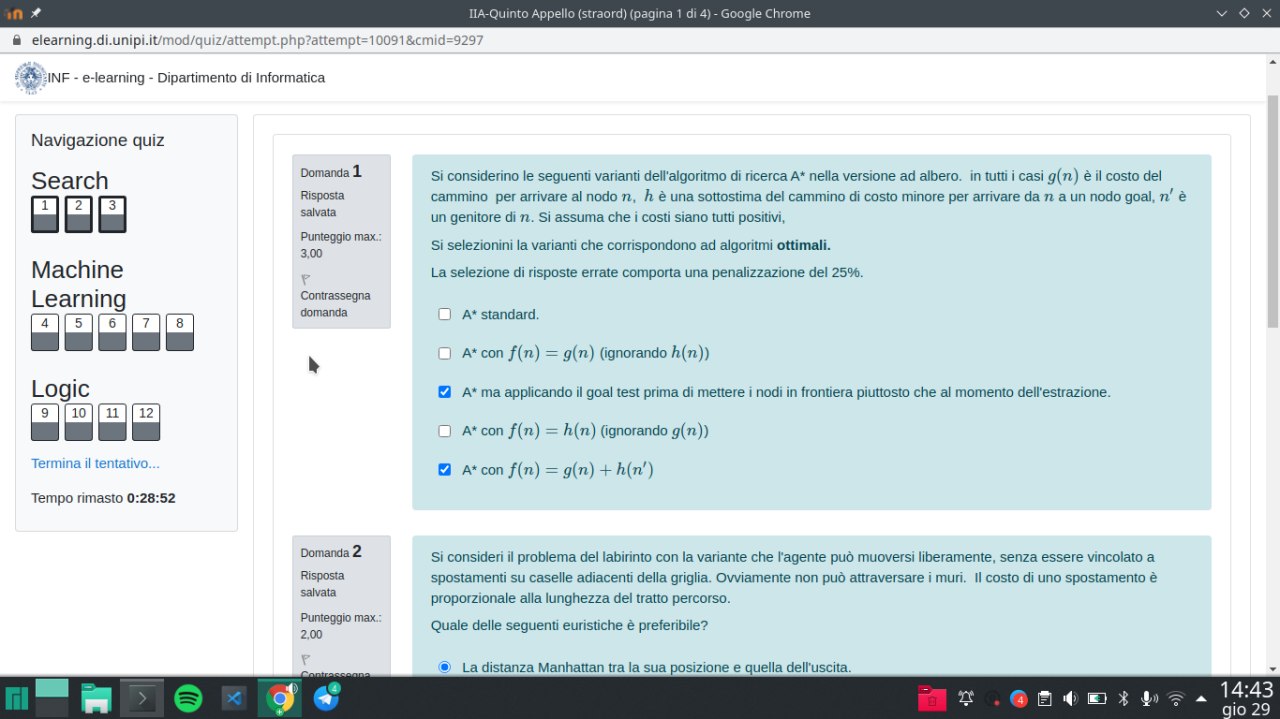 IIA-Quinto Appello (straord) (pagina 1 di 4) - Google Chrome
elearning.di.unipi.it/mod/quiz/attempt.php?attempt=10091&cmid=9297
INF - e-learning - Dipartimento di Informatica
Navigazione quiz
Search
1 2 3
Machine
Learning
4 5 6 7 8
Logic
9 10 11 12
Termina il tentativo...
Tempo rimasto 0:28:52
Domanda 1
Risposta
salvata
Punteggio max.:
3,00
Contrassegna
domanda
Si considerino le seguenti varianti dell'algoritmo di ricerca A* nella versione ad albero. in tutti i casi g(n) è il costo del
cammino per arrivare al nodo n, h è una sottostima del cammino di costo minore per arrivare da n a un nodo goal, n′ è
un genitore di n. Si assuma che i costi siano tutti positivi,
Si selezionini la varianti che corrispondono ad algoritmi ottimali.
La selezione di risposte errate comporta una penalizzazione del 25%.
A* standard.
A* con f(n) = g(n) (ignorando h(n))
A* ma applicando il goal test prima di mettere i nodi in frontiera piuttosto che al momento dell'estrazione.
A* con f(n) = h(n) (ignorando g(n))
A* con f(n) = g(n) + h(n′)
Domanda 2
Risposta
salvata
Punteggio max.:
2,00
Contrassegna
Si consideri il problema del labirinto con la variante che l'agente può muoversi liberamente, senza essere vincolato a
spostamenti su caselle adiacenti della griglia. Ovviamente non può attraversare i muri. Il costo di uno spostamento è
proporzionale alla lunghezza del tratto percorso.
Quale delle seguenti euristiche è preferibile?
La distanza Manhattan tra la sua posizione e quella dell'uscita.
4
4
14:43
gio 29